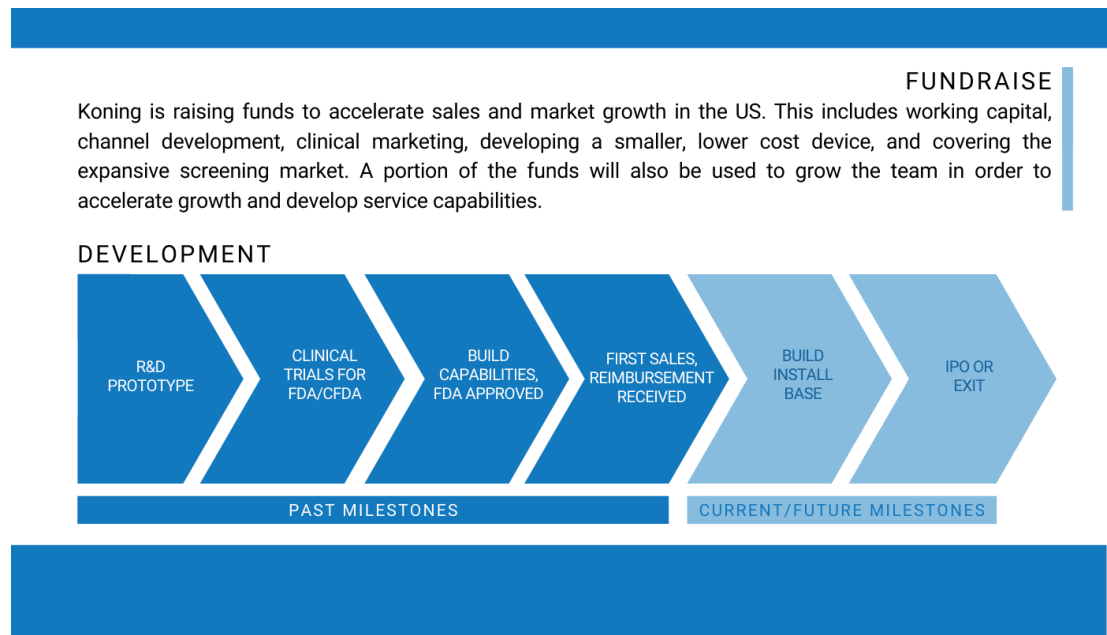 FUNDRAISE
Koning is raising funds to accelerate sales and market growth in the US. This includes working capital,
channel development, clinical marketing, developing a smaller, lower cost device, and covering the
expansive screening market. A portion of the funds will also be used to grow the team in order to
accelerate growth and develop service capabilities.
DEVELOPMENT
R&D
PROTOTYPE
CLINICAL
TRIALS FOR
FDA/CFDA
BUILD
CAPABILITIES,
FDA APPROVED
FIRST SALES,
REIMBURSEMENT
RECEIVED
BUILD
INSTALL
BASE
IPO OR
EXIT
PAST MILESTONES
CURRENT/FUTURE MILESTONES